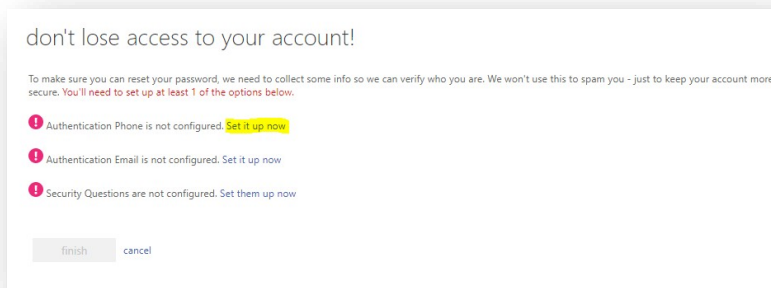 don't lose access to your account!
To make sure you can reset your password, we need to collect some info so we can verify who you are. We won't use this to spam you - just to keep your account more
secure. You'll need to set up at least 1 of the options below.
! Authentication Phone is not configured. Set it up now
! Authentication Email is not configured. Set it up now
! Security Questions are not configured. Set them up now
finish cancel